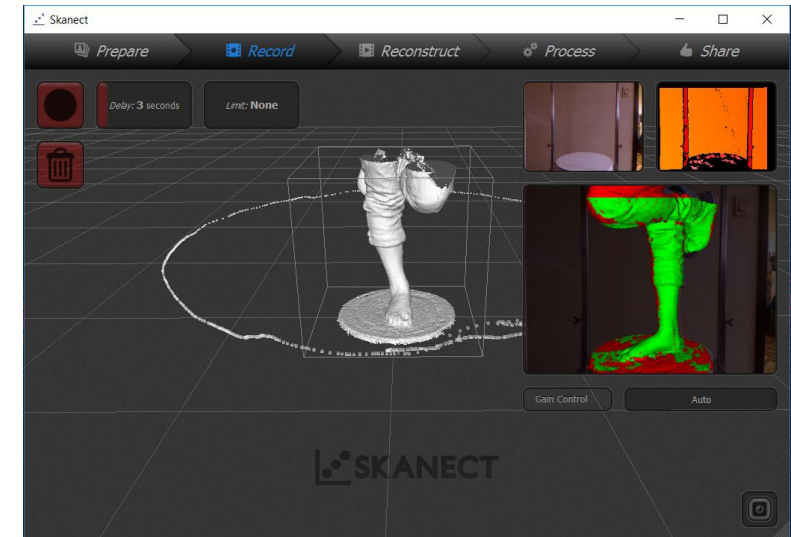 Skanect
Prepare
Record
Reconstruct
Process
Share
Delay: 3 seconds
Limit: None
Gain Control
Auto
SKANECT